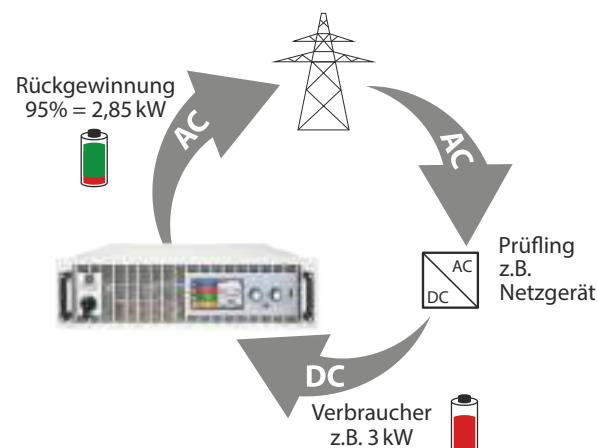 Rückgewinnung
95% = 2,85 kW
AC
AC
Prüfling
z.B.
Netzgerät
AC
DC
DC
Verbraucher
z.B. 3 kW